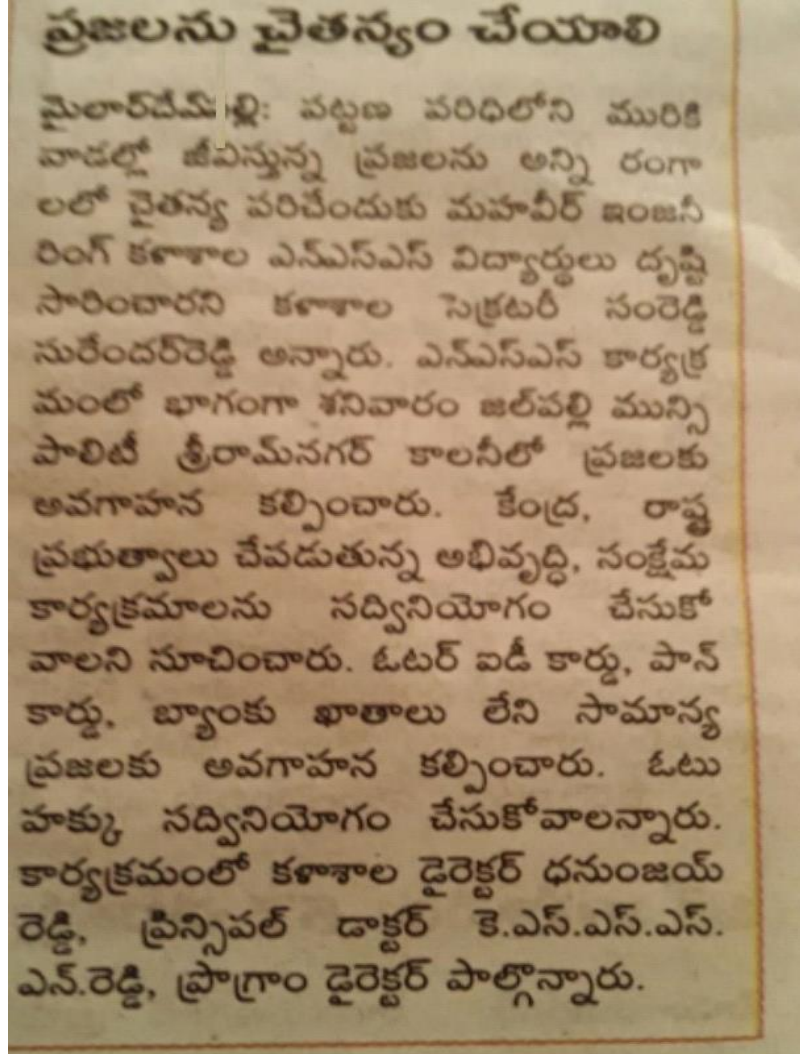 ప్రజలను చైతన్యం చేయాలి
మైలార్‌దేవ్‌పల్లి: పట్టణ పరిధిలోని మురికి
వాడల్లో జీవిస్తున్న ప్రజలను అన్ని రంగా
లలో చైతన్య పరిచేందుకు మహవీర్ ఇంజనీ
రింగ్ కళాశాల ఎన్ఎస్ఎస్ విద్యార్థులు దృష్టి
సారించారని కళాశాల సెక్రటరీ సంరెడ్డి
సురేందర్‌రెడ్డి అన్నారు. ఎన్ఎస్ఎస్ కార్యక్ర
మంలో భాగంగా శనివారం జల్‌పల్లి మున్సి
పాలిటీ శ్రీరామ్‌నగర్ కాలనీలో ప్రజలకు
అవగాహన కల్పించారు. కేంద్ర, రాష్ట్ర
ప్రభుత్వాలు చేపడుతున్న అభివృద్ధి, సంక్షేమ
కార్యక్రమాలను సద్వినియోగం చేసుకో
వాలని సూచించారు. ఓటర్ ఐడీ కార్డు, పాన్
కార్డు, బ్యాంకు ఖాతాలు లేని సామాన్య
ప్రజలకు అవగాహన కల్పించారు. ఓటు
హక్కు సద్వినియోగం చేసుకోవాలన్నారు.
కార్యక్రమంలో కళాశాల డైరెక్టర్ ధనుంజయ్
రెడ్డి, ప్రిన్సిపల్ డాక్టర్ కె.ఎస్.ఎస్.ఎస్.
ఎన్.రెడ్డి, ప్రొగ్రాం డైరెక్టర్ పాల్గొన్నారు.